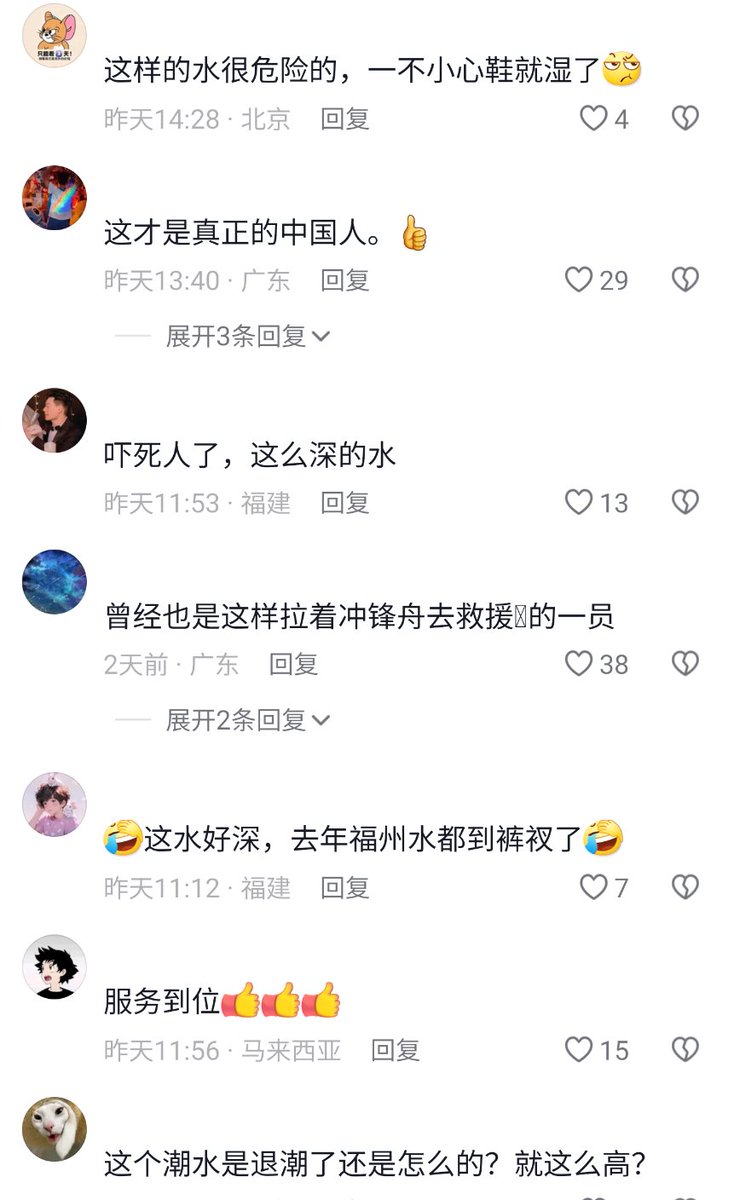 只能看
天!
这样的水很危险的，一不小心鞋就湿了
昨天14:28 · 北京 回复 4
这才是真正的中国人。
昨天13:40 · 广东 回复 29
展开3条回复
吓死人了，这么深的水
昨天11:53 · 福建 回复 13
曾经也是这样拉着冲锋舟去救援的一员
2天前 · 广东 回复 38
展开2条回复
这水好深，去年福州水都到裤衩了
昨天11:12 · 福建 回复 7
服务到位
昨天11:56 · 马来西亚 回复 15
这个潮水是退潮了还是怎么的？就这么高？